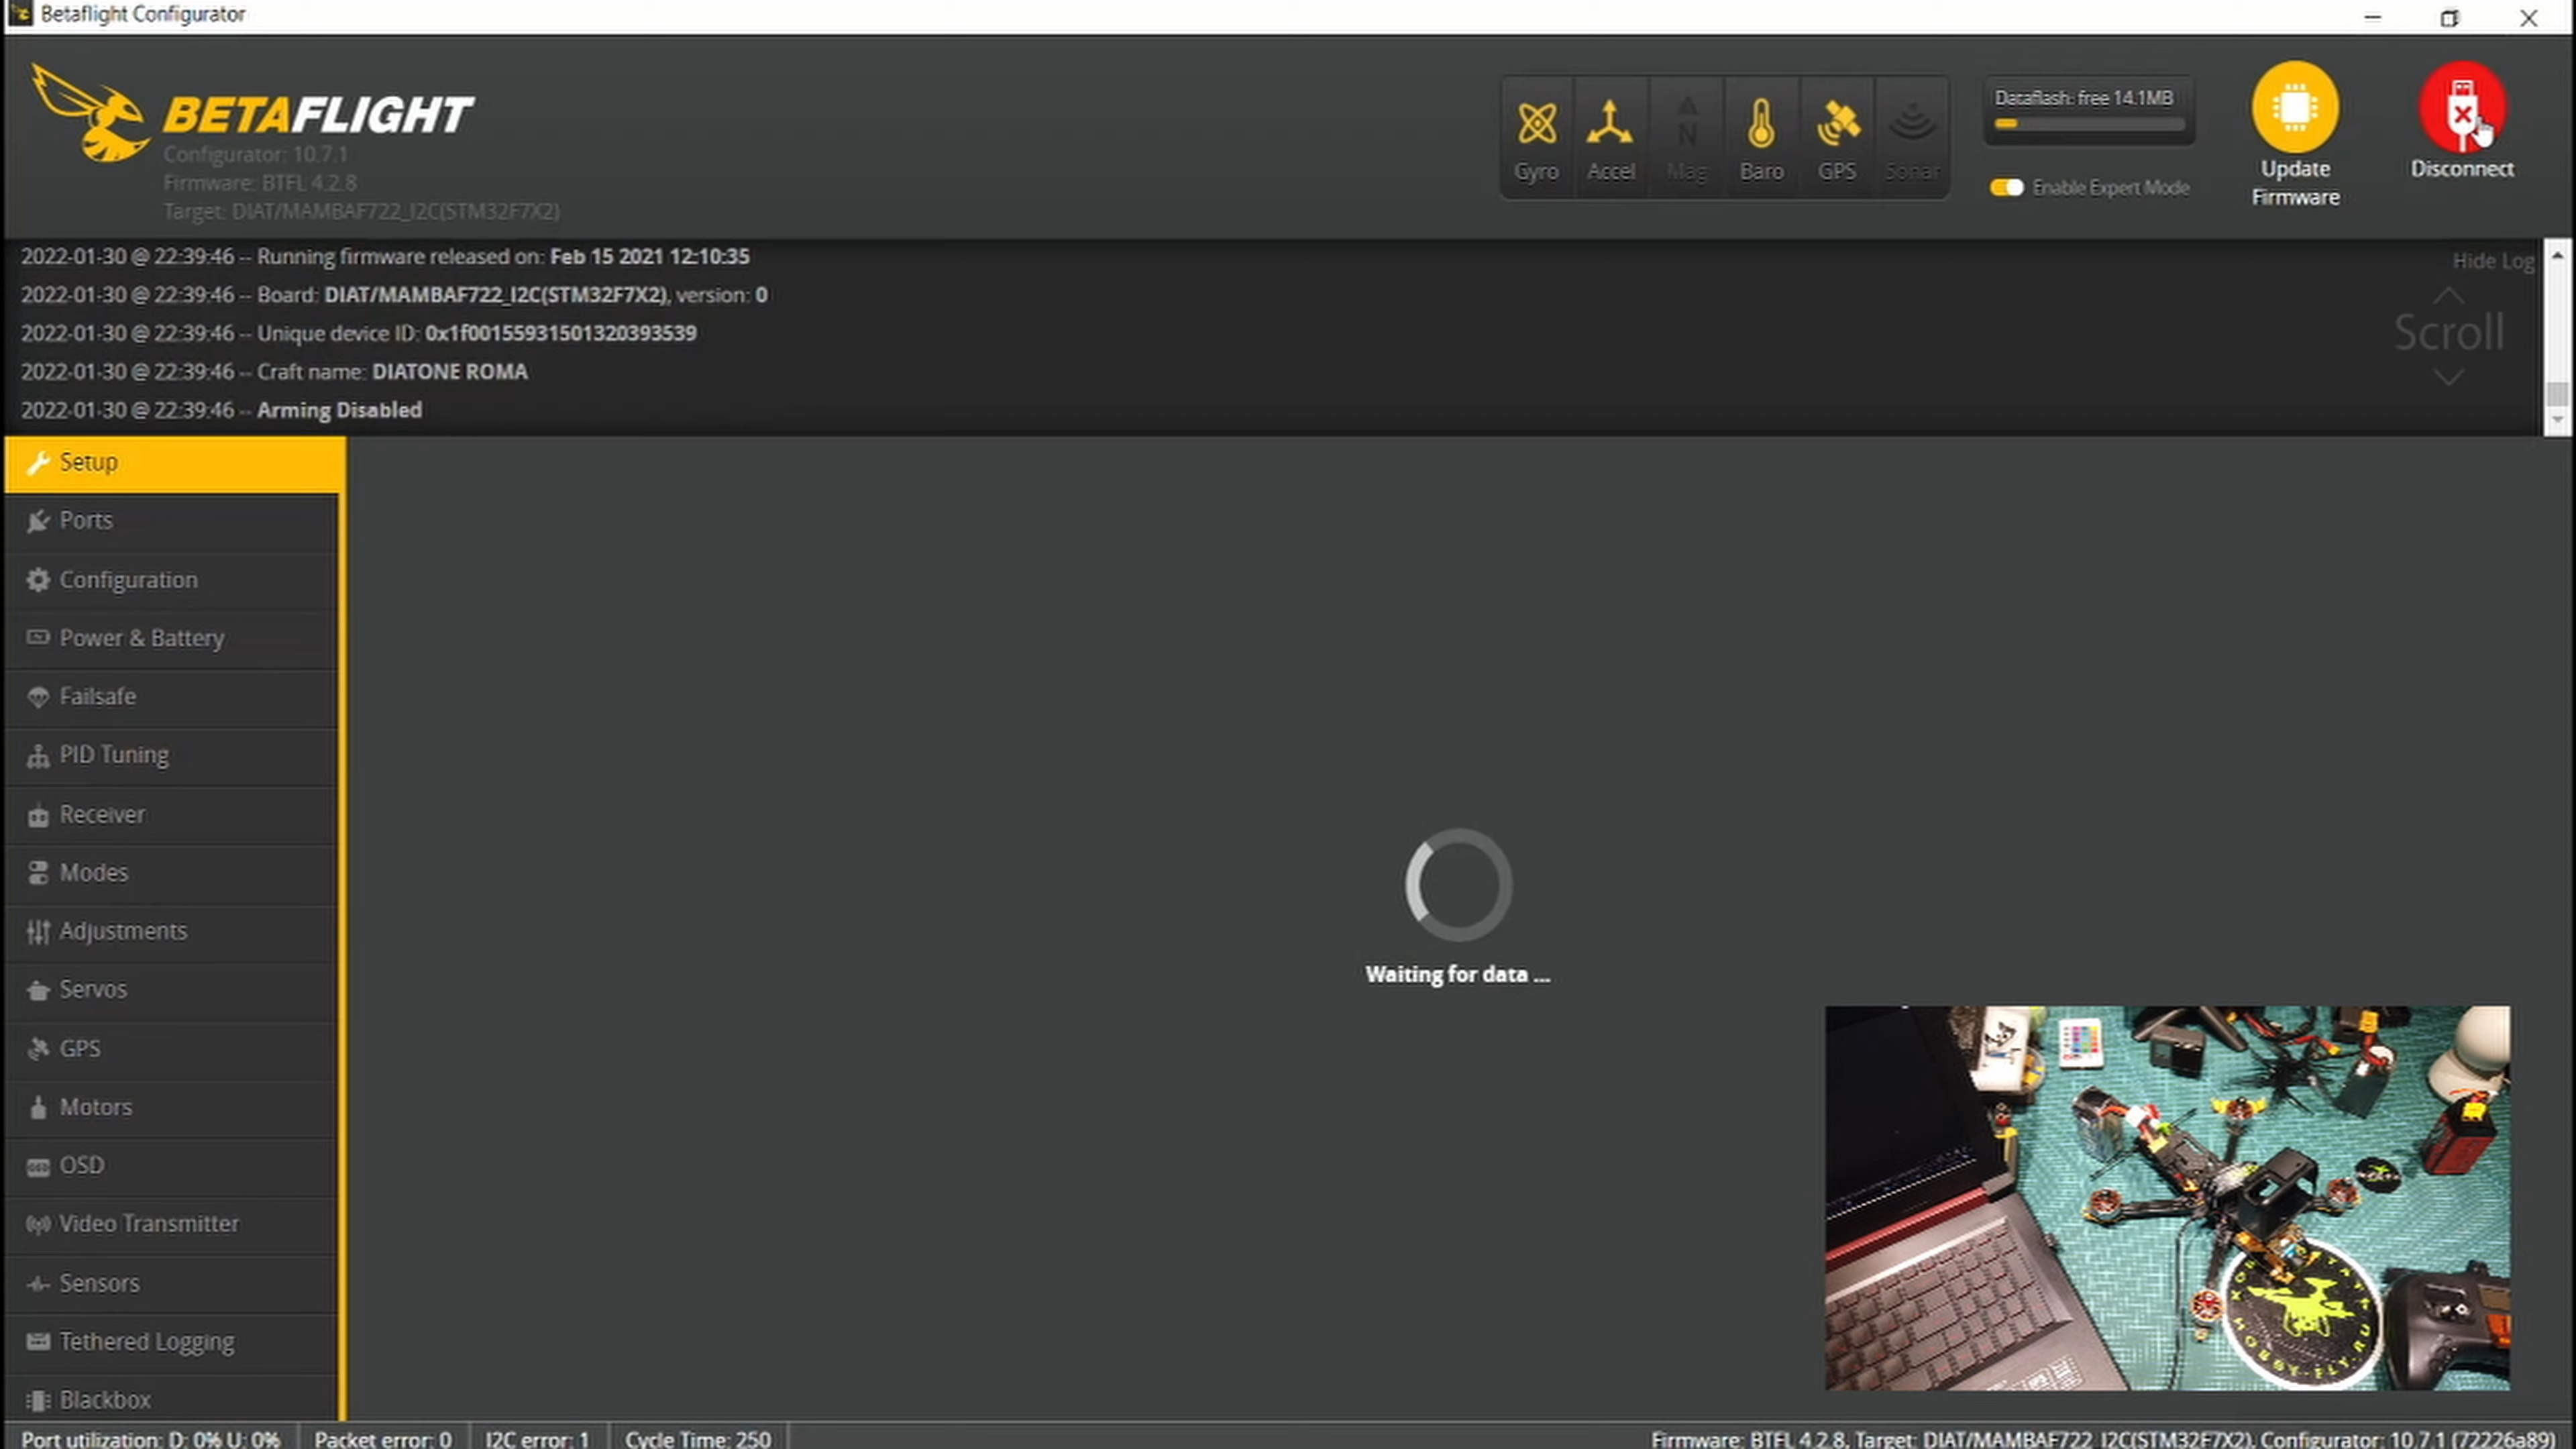 Betaflight Configurator
BETAFLIGHT
Configurator: 10.7.1
Firmware: BTFL 4.2.8
Target: DIAT/MAMBAF722_I2C(STM32F7X2)
Gyro
Accel
Mag
Baro
GPS
Sonar
Dataflash: free 14.1MB
Enable Expert Mode
Update
Firmware
Disconnect
2022-01-30 @ 22:39:46 -- Running firmware released on: Feb 15 2021 12:10:35
2022-01-30 @ 22:39:46 -- Board: DIAT/MAMBAF722_I2C(STM32F7X2), version: 0
2022-01-30 @ 22:39:46 -- Unique device ID: 0x1f0015593150132039​3539
2022-01-30 @ 22:39:46 -- Craft name: DIATONE ROMA
2022-01-30 @ 22:39:46 -- Arming Disabled
Hide Log
Scroll
Setup
Ports
Configuration
Power & Battery
Failsafe
PID Tuning
Receiver
Modes
Adjustments
Servos
GPS
Motors
OSD
Video Transmitter
Sensors
Tethered Logging
Blackbox
Waiting for data ...
Port utilization: D: 0% U: 0%
Packet error: 0
I2C error: 1
Cycle Time: 250
Firmware: BTFL 4.2.8, Target: DIAT/MAMBAF722_I2C(STM32F7X2), Configurator: 10.7.1 (72226a89)